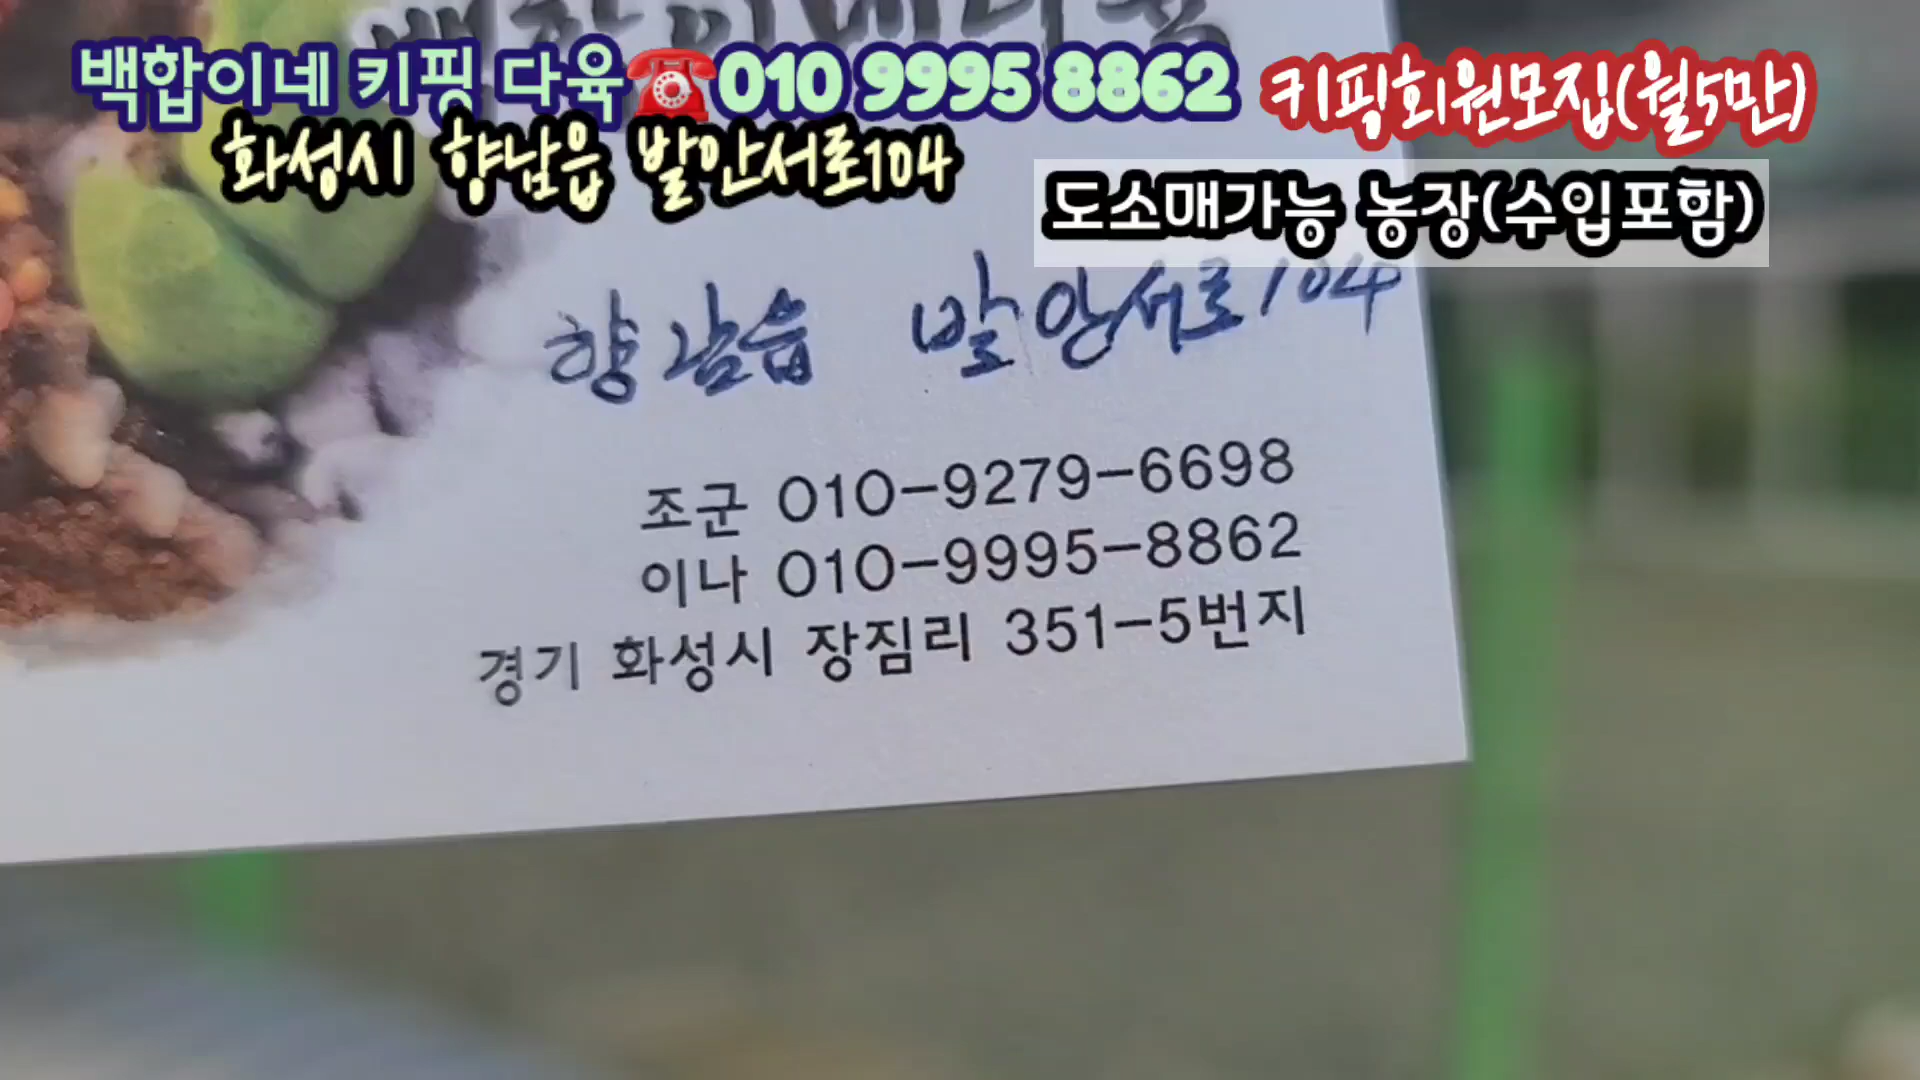 백합이네 키핑 다육☎010 9995 8862
키핑회원모집(월5만)
화성시 향남읍 발안서로104
도소매가능 농장(수입포함)
향남읍 발안서로104
조군 010-9279-6698
이나 010-9995-8862
경기 화성시 장짐리 351-5번지